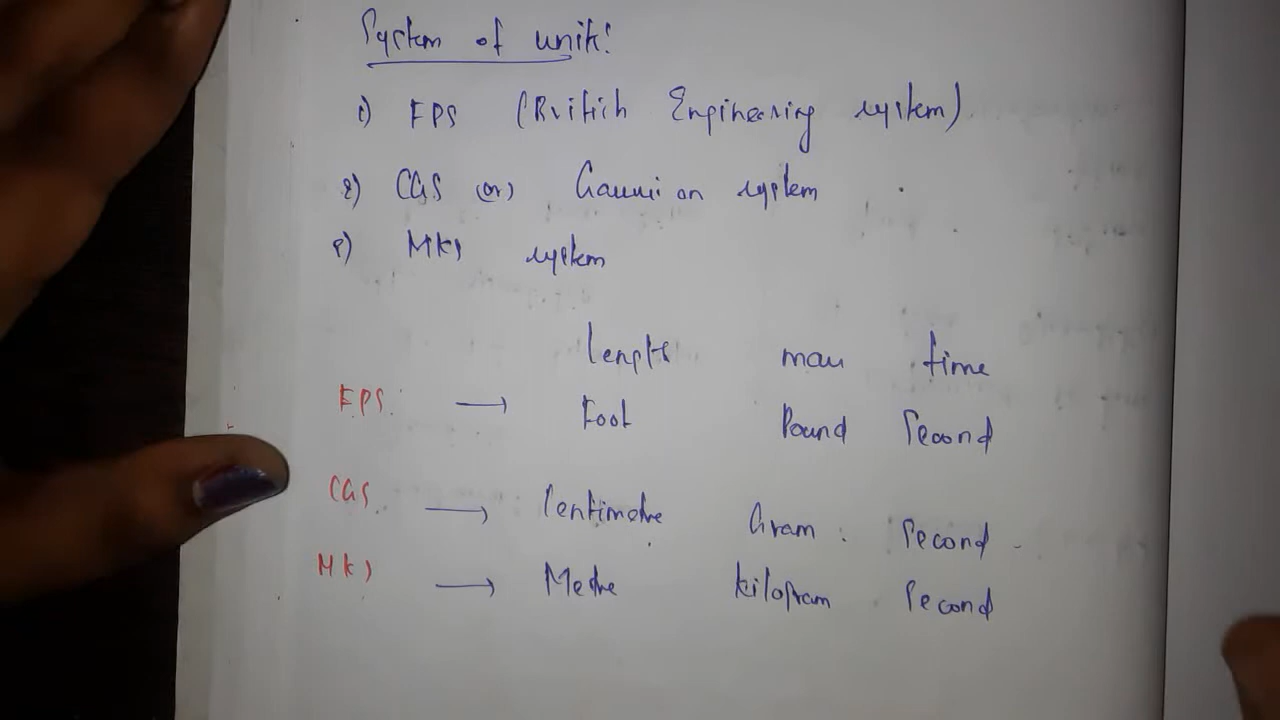 System of units:
1) FPS (British Engineering system)
2) CGS (or) Gaussian system
3) MKS system
length mass time
FPS → Foot Pound Second
CGS → Centimetre Gram Second
MKS → Metre kilogram Second